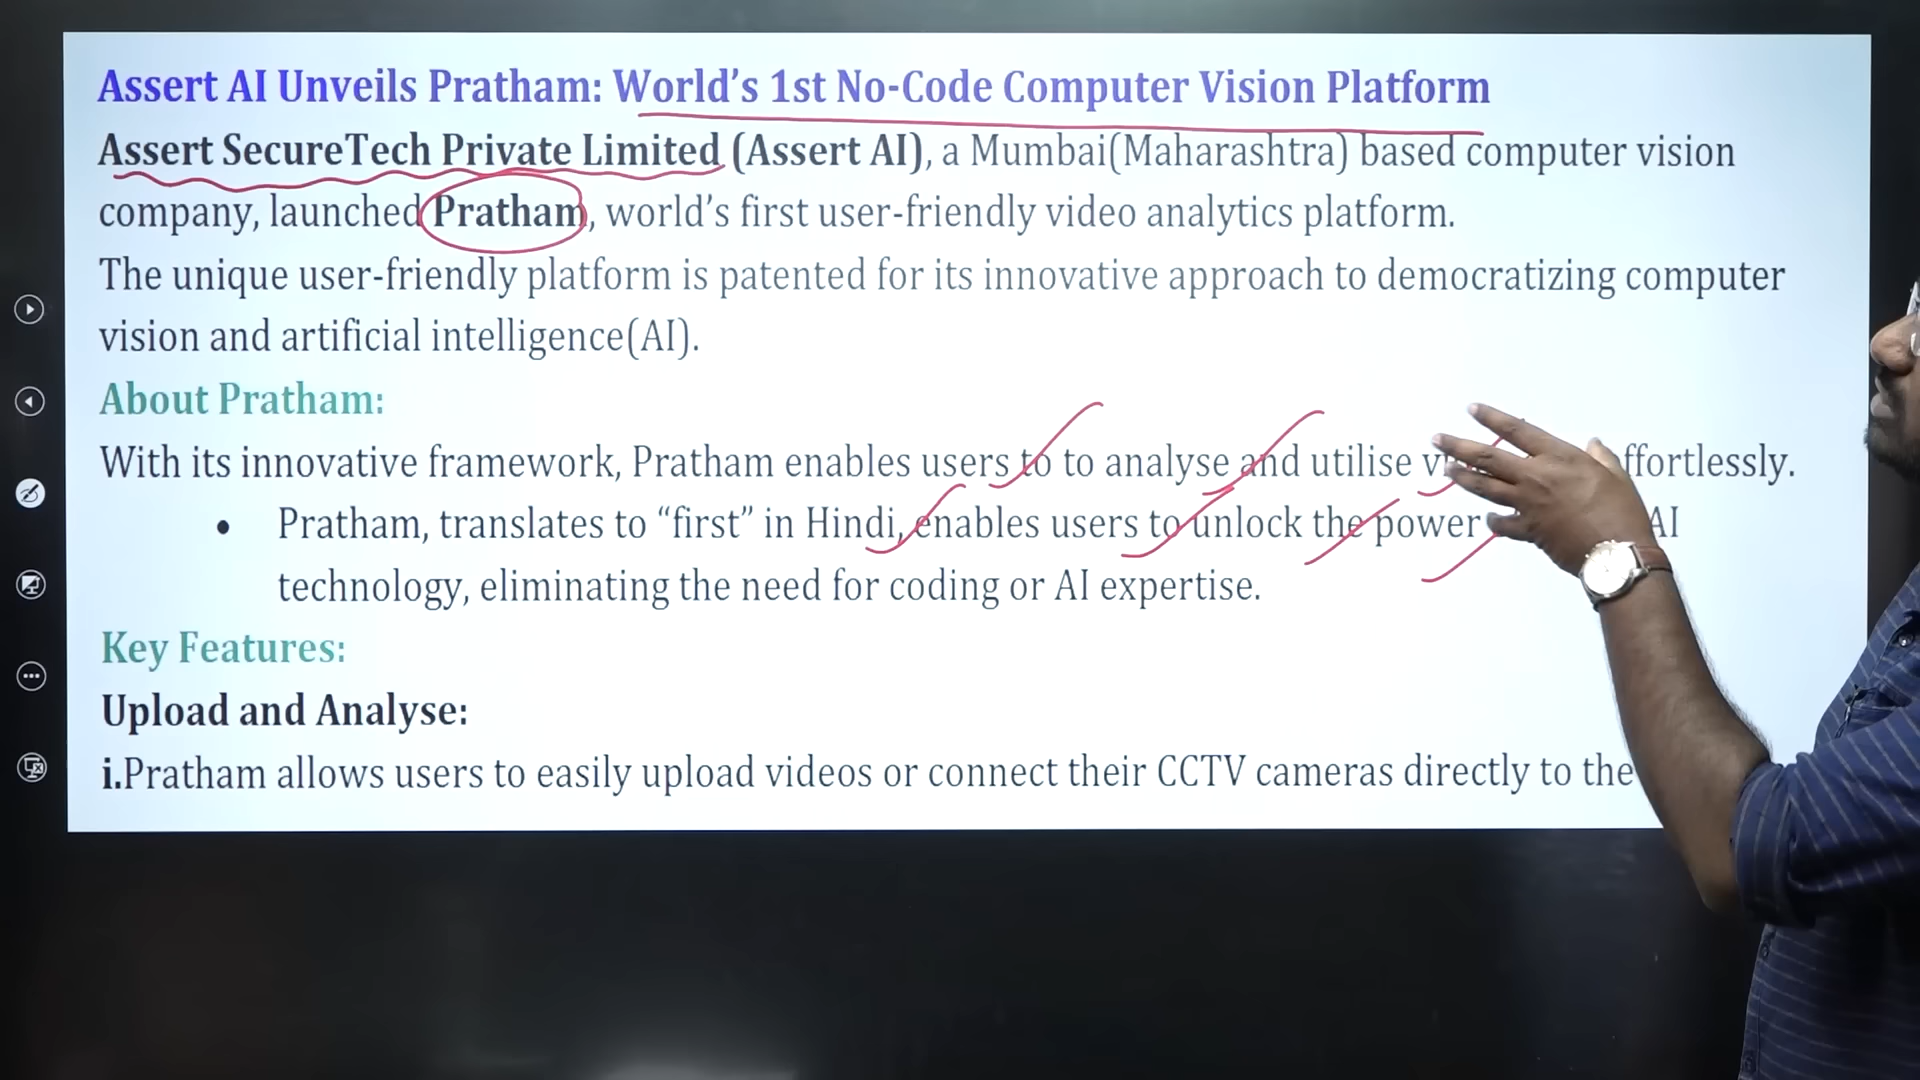 Assert AI Unveils Pratham: World's 1st No-Code Computer Vision Platform
Assert SecureTech Private Limited (Assert AI), a Mumbai(Maharashtra) based computer vision
company, launched Pratham, world's first user-friendly video analytics platform.
The unique user-friendly platform is patented for its innovative approach to democratizing computer
vision and artificial intelligence(AI).
About Pratham:
With its innovative framework, Pratham enables users to to analyse and utilise
• Pratham, translates to “first” in Hindi, enables users to unlock the power AI
technology, eliminating the need for coding or AI expertise.
Key Features:
Upload and Analyse:
i.Pratham allows users to easily upload videos or connect their CCTV cameras directly to the